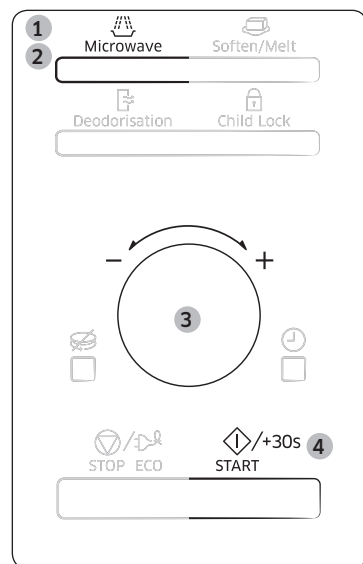 1
2
Microwave Soften/Melt
Deodorisation Child Lock
− +
3
/ /+30s 4
STOP ECO START